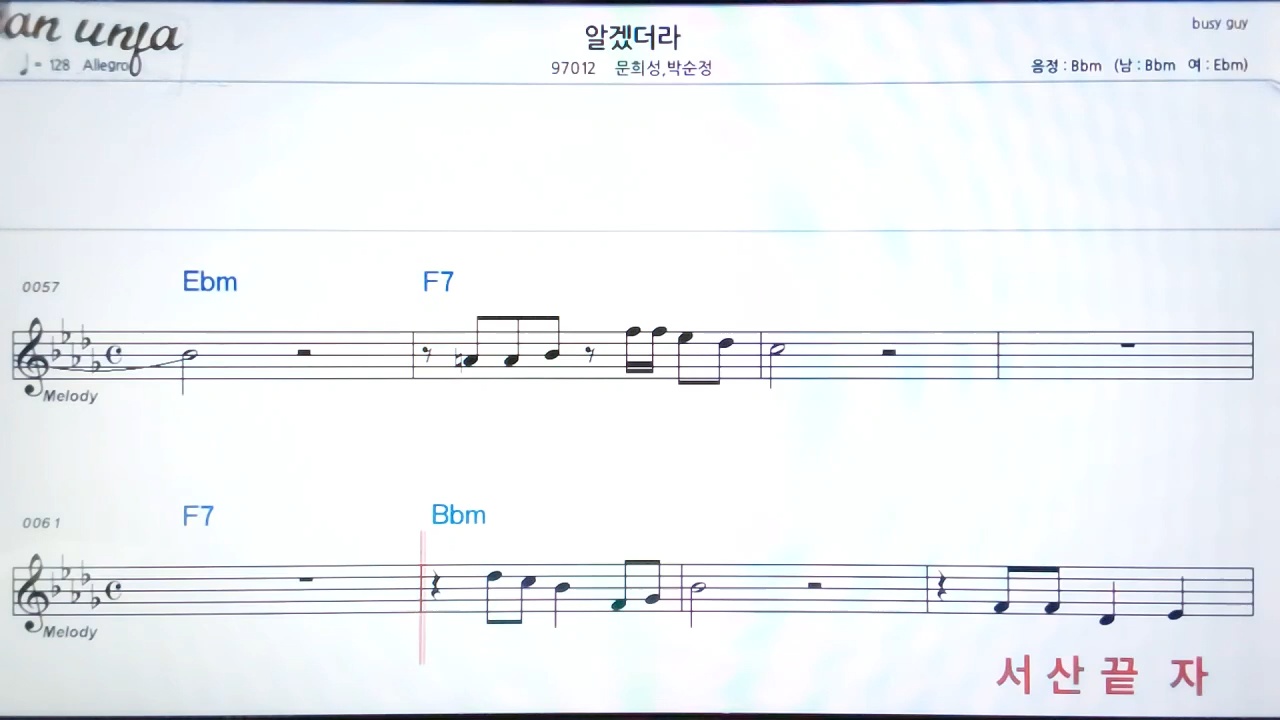 an unfa
알겠더라
busy guy
♩= 128 Allegro
97012 문희성,박순정
음정 : Bbm (남 : Bbm 여 : Ebm)
0057
Ebm F7
Melody
0061
F7 Bbm
Melody
서 산 끝 자